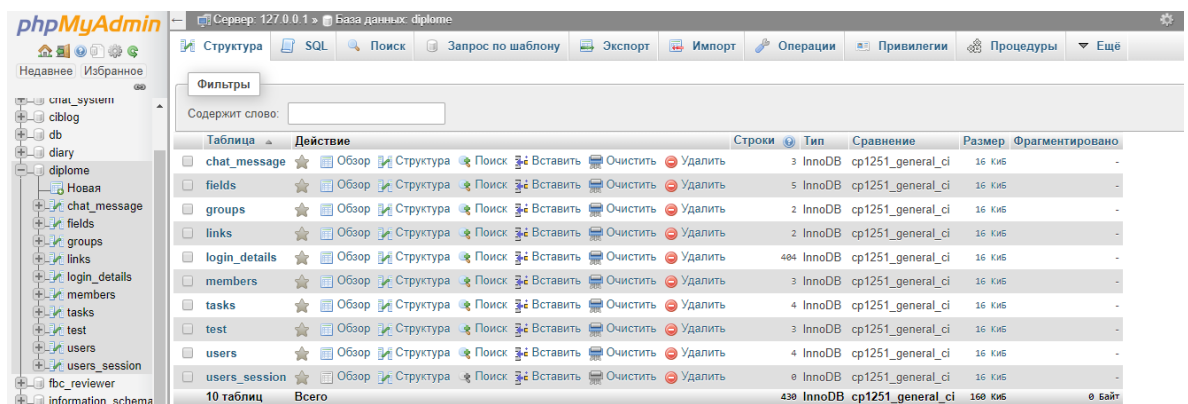 phpMyAdmin
Недавнее Избранное
chat_system
ciblog
db
diary
diplome
Новая
chat_message
fields
groups
links
login_details
members
tasks
test
users
users_session
fbc_reviewer
information_schema
Сервер: 127.0.0.1 » База данных: diplome
Структура SQL Поиск Запрос по шаблону Экспорт Импорт Операции Привилегии Процедуры Ещё
Фильтры
Содержит слово:
Таблица Действие Строки Тип Сравнение Размер Фрагментировано
chat_message Обзор Структура Поиск Вставить Очистить Удалить 3 InnoDB cp1251_general_ci 16 КиБ -
fields Обзор Структура Поиск Вставить Очистить Удалить 5 InnoDB cp1251_general_ci 16 КиБ -
groups Обзор Структура Поиск Вставить Очистить Удалить 2 InnoDB cp1251_general_ci 16 КиБ -
links Обзор Структура Поиск Вставить Очистить Удалить 2 InnoDB cp1251_general_ci 16 КиБ -
login_details Обзор Структура Поиск Вставить Очистить Удалить 404 InnoDB cp1251_general_ci 16 КиБ -
members Обзор Структура Поиск Вставить Очистить Удалить 3 InnoDB cp1251_general_ci 16 КиБ -
tasks Обзор Структура Поиск Вставить Очистить Удалить 4 InnoDB cp1251_general_ci 16 КиБ -
test Обзор Структура Поиск Вставить Очистить Удалить 3 InnoDB cp1251_general_ci 16 КиБ -
users Обзор Структура Поиск Вставить Очистить Удалить 4 InnoDB cp1251_general_ci 16 КиБ -
users_session Обзор Структура Поиск Вставить Очистить Удалить 0 InnoDB cp1251_general_ci 16 КиБ -
10 таблиц Всего 430 InnoDB cp1251_general_ci 160 КиБ 0 Байт